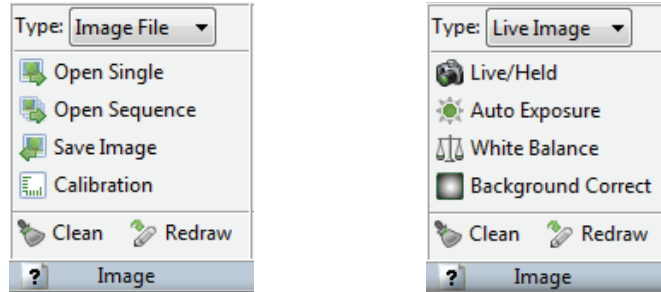 Type: Image File
Open Single
Open Sequence
Save Image
Calibration
Clean Redraw
? Image
Type: Live Image
Live/Held
Auto Exposure
White Balance
Background Correct
Clean Redraw
? Image